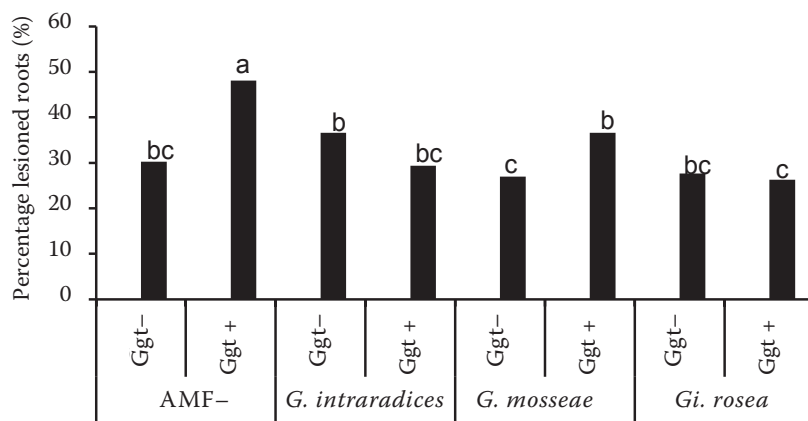 Percentage lesioned roots (%)
60
50
40
30
20
10
0
bc
a
b
bc
c
b
bc
c
Ggt–
Ggt +
Ggt–
Ggt +
Ggt–
Ggt +
Ggt–
Ggt +
AMF–
G. intraradices
G. mosseae
Gi. rosea